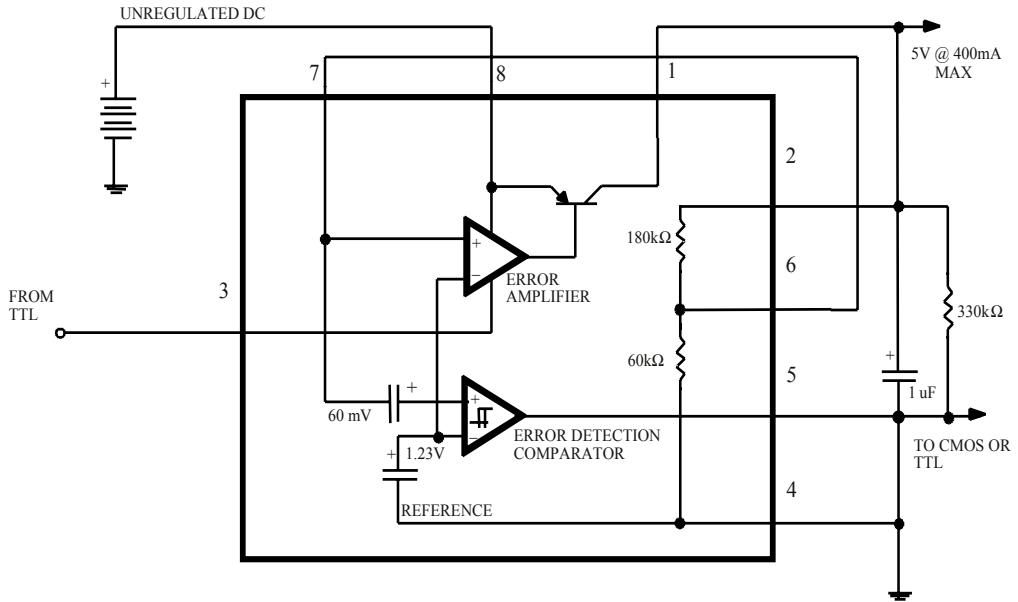 UNREGULATED DC
+
7
8
1
5V @ 400mA
MAX
2
180kΩ
+
−
6
ERROR
AMPLIFIER
3
FROM
TTL
330kΩ
60kΩ
5
+
1 uF
60 mV
+
+
−
ERROR DETECTION
COMPARATOR
TO CMOS OR
TTL
+
1.23V
4
REFERENCE